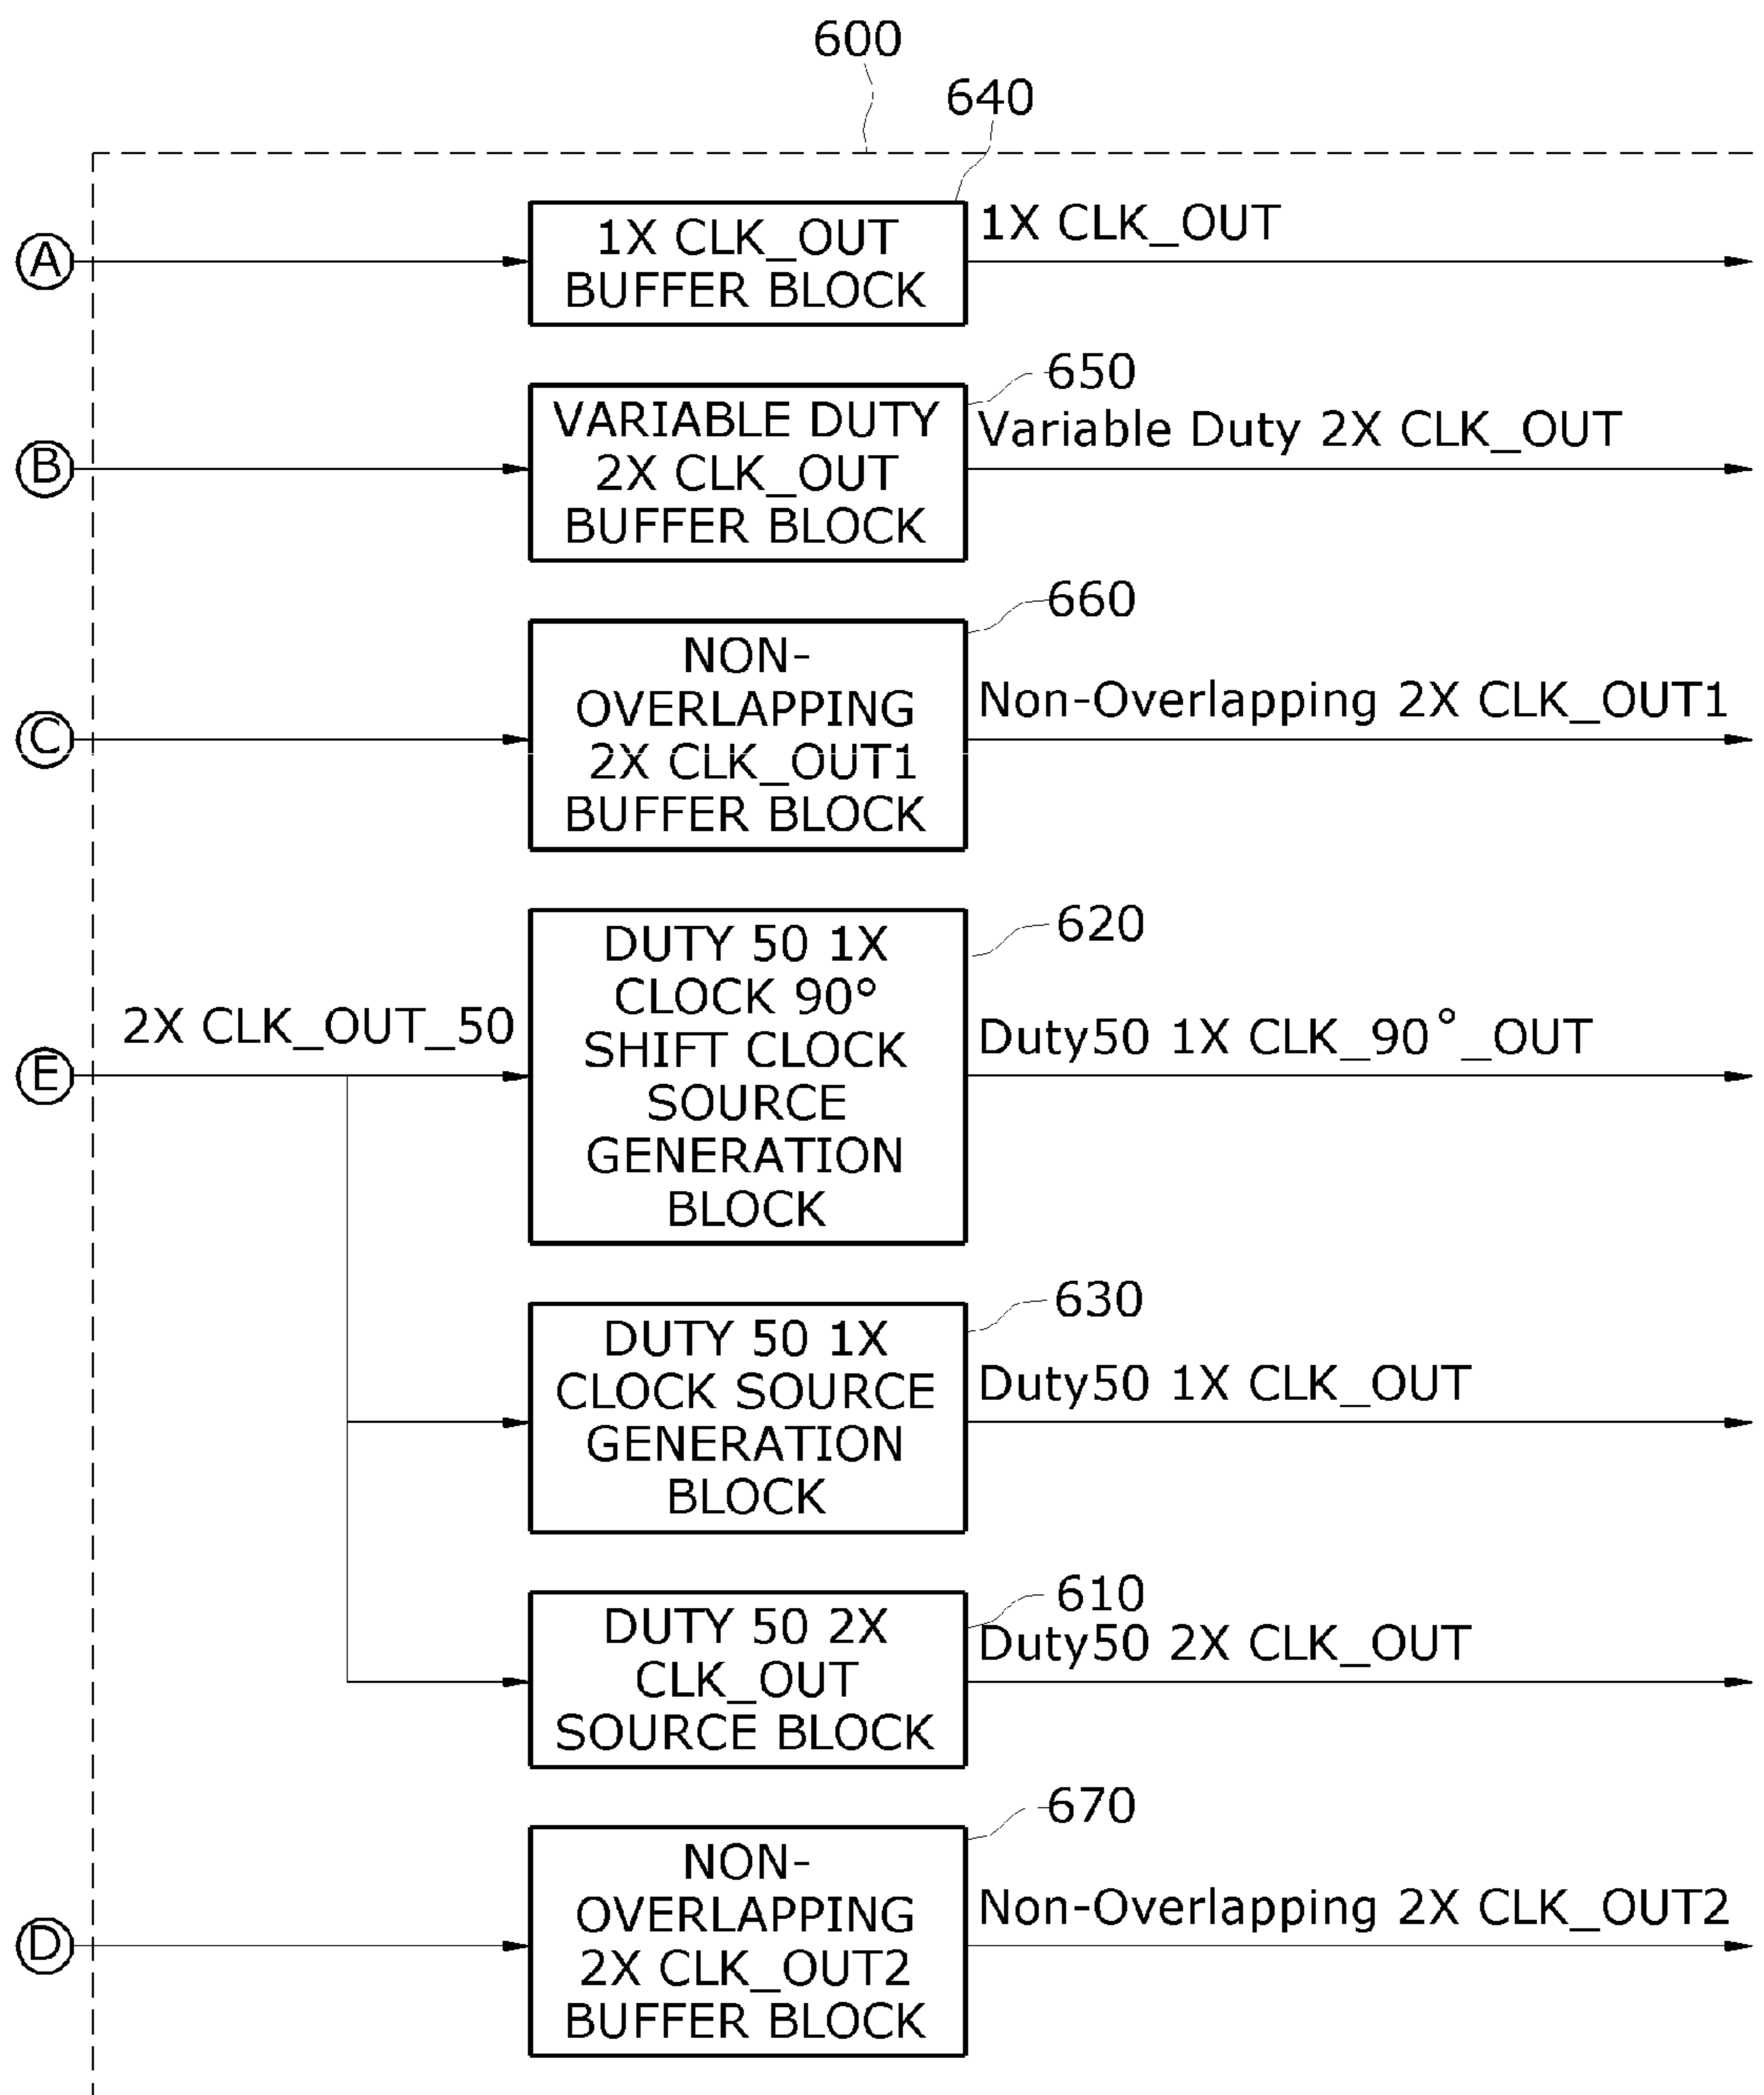 600
640
A
1X CLK_OUT
BUFFER BLOCK
1X CLK_OUT
650
B
VARIABLE DUTY
2X CLK_OUT
BUFFER BLOCK
Variable Duty 2X CLK_OUT
660
C
NON-
OVERLAPPING
2X CLK_OUT1
BUFFER BLOCK
Non-Overlapping 2X CLK_OUT1
620
E
2X CLK_OUT_50
DUTY 50 1X
CLOCK 90°
SHIFT CLOCK
SOURCE
GENERATION
BLOCK
Duty50 1X CLK_90°_OUT
630
DUTY 50 1X
CLOCK SOURCE
GENERATION
BLOCK
Duty50 1X CLK_OUT
610
DUTY 50 2X
CLK_OUT
SOURCE BLOCK
Duty50 2X CLK_OUT
670
D
NON-
OVERLAPPING
2X CLK_OUT2
BUFFER BLOCK
Non-Overlapping 2X CLK_OUT2